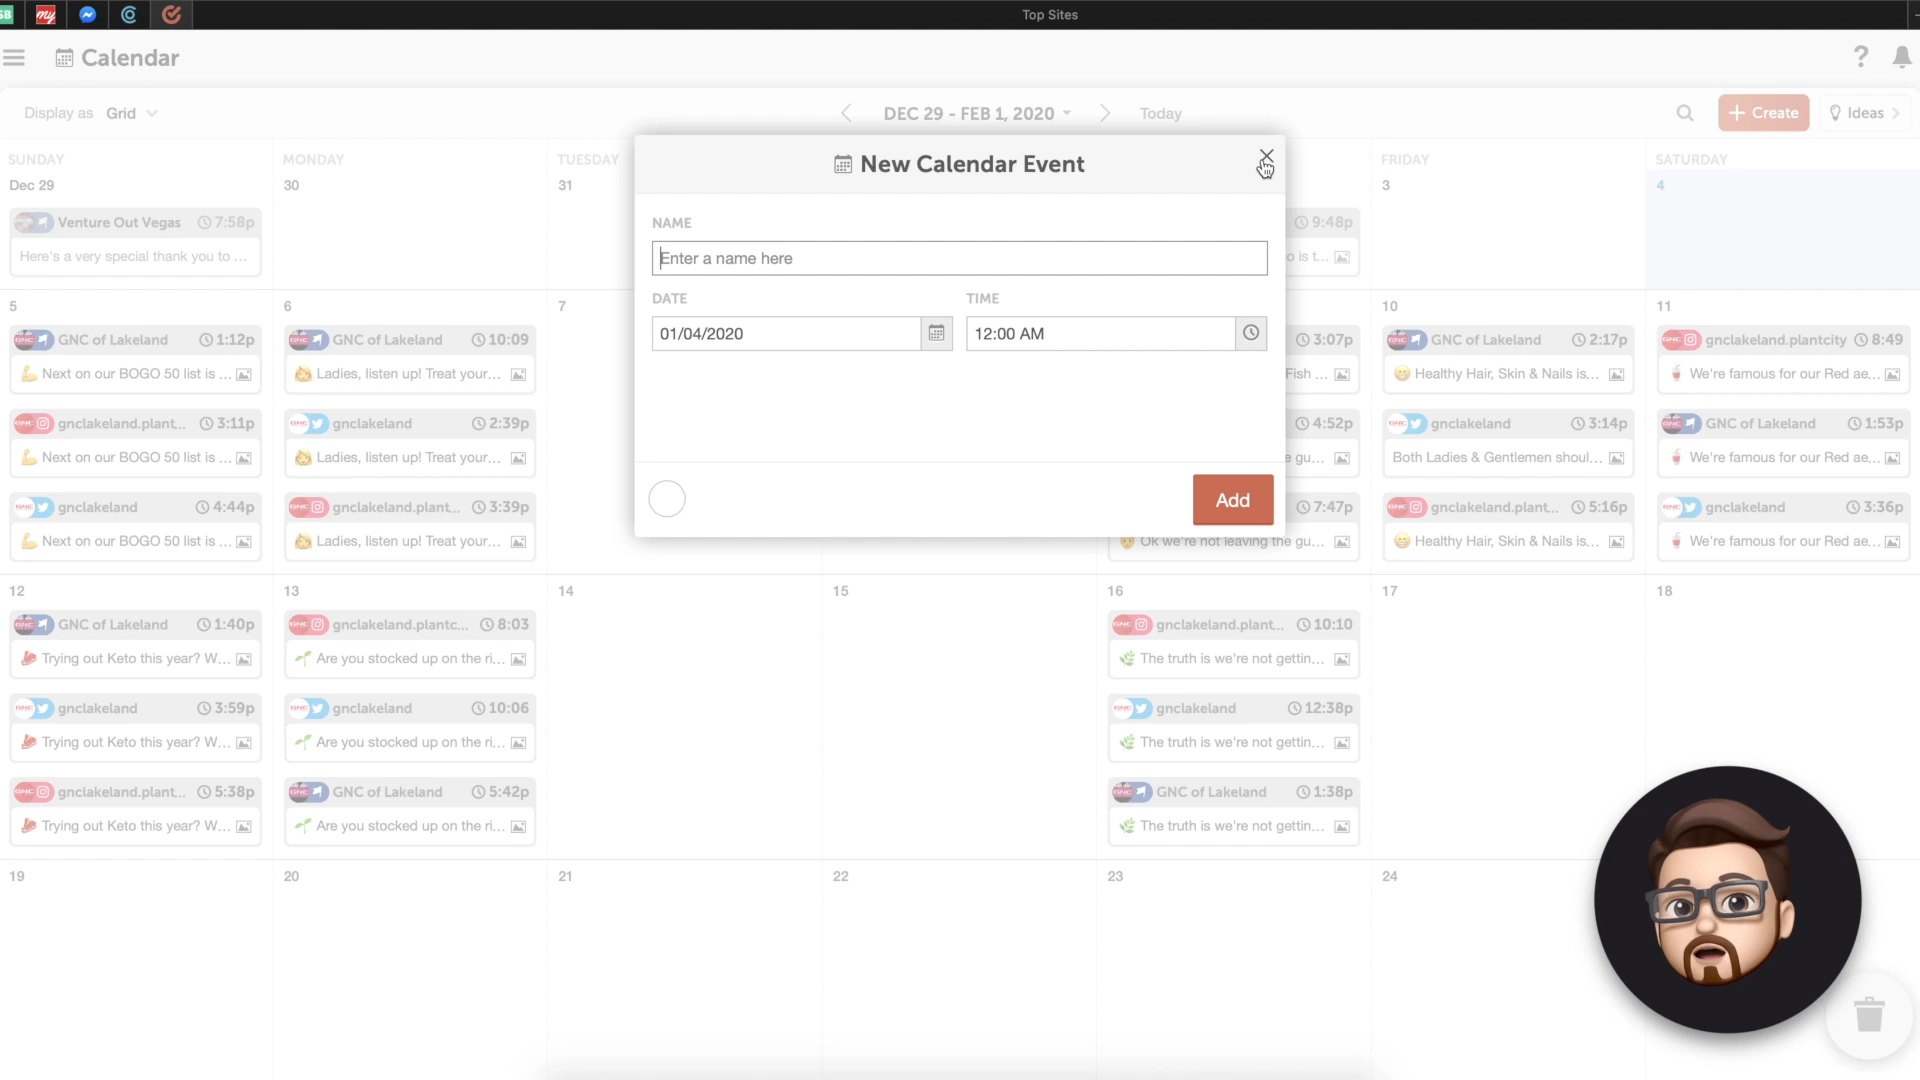 SB
my
Top Sites
Calendar
?
Display as Grid
DEC 29 - FEB 1, 2020
Today
+ Create
Ideas
SUNDAY
MONDAY
TUESDAY
FRIDAY
SATURDAY
Dec 29
30
31
3
4
Venture Out Vegas 7:58p
Here's a very special thank you to ...
9:48p
o is t...
New Calendar Event
NAME
Enter a name here
DATE
TIME
01/04/2020
12:00 AM
Add
5
6
7
10
11
GNC of Lakeland 1:12p
Next on our BOGO 50 list is ...
gnclakeland.plant... 3:11p
Next on our BOGO 50 list is ...
gnclakeland 4:44p
Next on our BOGO 50 list is ...
GNC of Lakeland 10:09
Ladies, listen up! Treat your...
gnclakeland 2:39p
Ladies, listen up! Treat your...
gnclakeland.plant... 3:39p
Ladies, listen up! Treat your...
3:07p
Fish ...
4:52p
e gu...
7:47p
Ok we're not leaving the gu...
GNC of Lakeland 2:17p
😁 Healthy Hair, Skin & Nails is...
gnclakeland 3:14p
Both Ladies & Gentlemen shoul...
gnclakeland.plant... 5:16p
😁 Healthy Hair, Skin & Nails is...
gnclakeland.plantcity 8:49
We're famous for our Red ae...
GNC of Lakeland 1:53p
We're famous for our Red ae...
gnclakeland 3:36p
We're famous for our Red ae...
12
13
14
15
16
17
18
GNC of Lakeland 1:40p
Trying out Keto this year? W...
gnclakeland 3:59p
Trying out Keto this year? W...
gnclakeland.plant... 5:38p
Trying out Keto this year? W...
gnclakeland.plantc... 8:03
Are you stocked up on the ri...
gnclakeland 10:06
Are you stocked up on the ri...
GNC of Lakeland 5:42p
Are you stocked up on the ri...
gnclakeland.plant... 10:10
The truth is we're not gettin...
gnclakeland 12:38p
The truth is we're not gettin...
GNC of Lakeland 1:38p
The truth is we're not gettin...
19
20
21
22
23
24